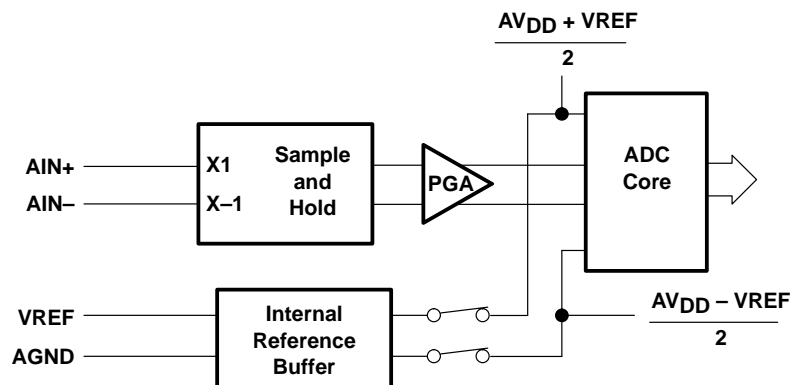 AVDD + VREF
2
AIN+
AIN–
X1
X–1
Sample
and
Hold
PGA
ADC
Core
VREF
AGND
Internal
Reference
Buffer
AVDD – VREF
2